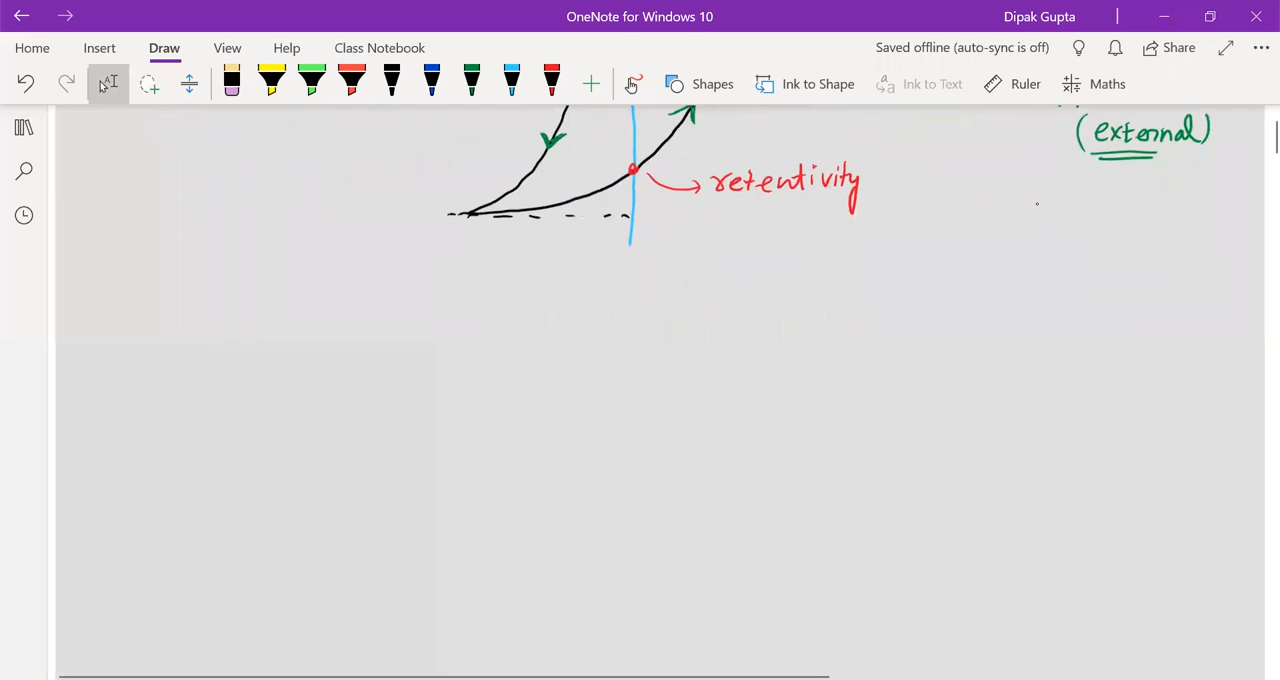 OneNote for Windows 10
Dipak Gupta
Home Insert Draw View Help Class Notebook
Saved offline (auto-sync is off)
Share
Shapes
Ink to Shape
Ink to Text
Ruler
Maths
(external)
retentivity